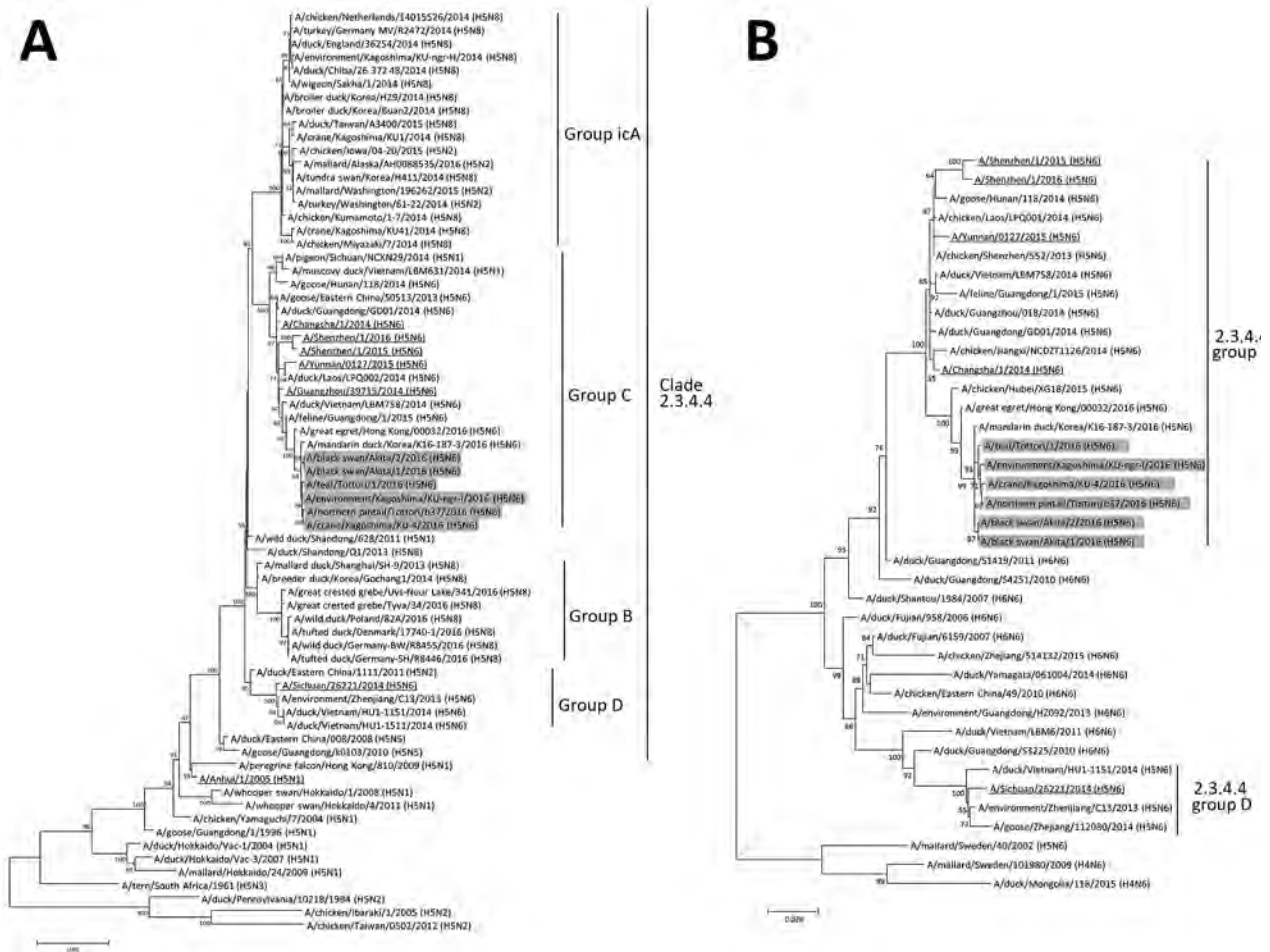 A
A/chicken/Netherlands/14015526/2014 (H5N8)
A/turkey/Germany MV/R2472/2014 (H5N8)
A/duck/England/36254/2014 (H5N8)
A/environment/Kagoshima/KU-ngr-H/2014 (H5N8)
A/duck/Chiba/26 372 48/2014 (H5N8)
A/wigeon/Sakha/1/2014 (H5N8)
A/broiler duck/Korea/H29/2014 (H5N8)
A/broiler duck/Korea/Buan2/2014 (H5N8)
A/duck/Taiwan/A3400/2015 (H5N8)
A/crane/Kagoshima/KU1/2014 (H5N8)
A/chicken/Iowa/04-20/2015 (H5N2)
A/mallard/Alaska/AH0088535/2016 (H5N2)
A/tundra swan/Korea/H411/2014 (H5N8)
A/mallard/Washington/196262/2015 (H5N2)
A/turkey/Washington/61-22/2014 (H5N2)
A/chicken/Kumamoto/1-7/2014 (H5N8)
A/crane/Kagoshima/KU41/2014 (H5N8)
A/chicken/Miyazaki/7/2014 (H5N8)
Group icA
A/pigeon/Sichuan/NCXN29/2014 (H5N1)
A/muscovy duck/Vietnam/LBM631/2014 (H5N1)
A/goose/Hunan/118/2014 (H5N6)
A/goose/Eastern China/S0513/2013 (H5N6)
A/duck/Guangdong/GD01/2014 (H5N6)
A/Changsha/1/2014 (H5N6)
A/Shenzhen/1/2016 (H5N6)
A/Shenzhen/1/2015 (H5N6)
A/Yunnan/0127/2015 (H5N6)
A/duck/Laos/LPQ002/2014 (H5N6)
A/Guangzhou/39715/2014 (H5N6)
A/duck/Vietnam/LBM758/2014 (H5N6)
A/feline/Guangdong/1/2015 (H5N6)
A/great egret/Hong Kong/00032/2016 (H5N6)
A/mandarin duck/Korea/K16-187-3/2016 (H5N6)
A/black swan/Akita/2/2016 (H5N6)
A/black swan/Akita/1/2016 (H5N6)
A/teal/Tottori/1/2016 (H5N6)
A/environment/Kagoshima/KU-ngr-I/2016 (H5N6)
A/northern pintail/Tottori/b37/2016 (H5N6)
A/crane/Kagoshima/KU-4/2016 (H5N6)
Group C
A/wild duck/Shandong/628/2011 (H5N1)
A/duck/Shandong/Q1/2013 (H5N8)
A/mallard duck/Shanghai/SH-9/2013 (H5N8)
A/breeder duck/Korea/Gochang1/2014 (H5N8)
A/great crested grebe/Uvs-Nuur Lake/341/2016 (H5N8)
A/great crested grebe/Tyva/34/2016 (H5N8)
A/wild duck/Poland/82A/2016 (H5N8)
A/tufted duck/Denmark/17740-1/2016 (H5N8)
A/wild duck/Germany-BW/R8455/2016 (H5N8)
A/tufted duck/Germany-SH/R8446/2016 (H5N8)
Group B
A/duck/Eastern China/1111/2011 (H5N2)
A/Sichuan/26221/2014 (H5N6)
A/environment/Zhenjiang/C13/2013 (H5N6)
A/duck/Vietnam/HU1-1151/2014 (H5N6)
A/duck/Vietnam/HU1-1511/2014 (H5N6)
Group D
A/duck/Eastern China/008/2008 (H5N5)
A/goose/Guangdong/k0103/2010 (H5N5)
Clade
2.3.4.4
A/peregrine falcon/Hong Kong/810/2009 (H5N1)
A/Anhui/1/2005 (H5N1)
A/whooper swan/Hokkaido/1/2008 (H5N1)
A/whooper swan/Hokkaido/4/2011 (H5N1)
A/chicken/Yamaguchi/7/2004 (H5N1)
A/goose/Guangdong/1/1996 (H5N1)
A/duck/Hokkaido/Vac-1/2004 (H5N1)
A/duck/Hokkaido/Vac-3/2007 (H5N1)
A/mallard/Hokkaido/24/2009 (H5N1)
A/tern/South Africa/1961 (H5N3)
A/duck/Pennsylvania/10218/1984 (H5N2)
A/chicken/Ibaraki/1/2005 (H5N2)
A/chicken/Taiwan/0502/2012 (H5N2)
B
A/Shenzhen/1/2015 (H5N6)
A/Shenzhen/1/2016 (H5N6)
A/goose/Hunan/118/2014 (H5N6)
A/chicken/Laos/LPQ001/2014 (H5N6)
A/Yunnan/0127/2015 (H5N6)
A/chicken/Shenzhen/552/2013 (H5N6)
A/duck/Vietnam/LBM758/2014 (H5N6)
A/feline/Guangdong/1/2015 (H5N6)
A/duck/Guangzhou/018/2014 (H5N6)
A/duck/Guangdong/GD01/2014 (H5N6)
A/chicken/Jiangxi/NCDZT1126/2014 (H5N6)
A/Changsha/1/2014 (H5N6)
A/chicken/Hubei/XG18/2015 (H5N6)
A/great egret/Hong Kong/00032/2016 (H5N6)
A/mandarin duck/Korea/K16-187-3/2016 (H5N6)
A/teal/Tottori/1/2016 (H5N6)
A/environment/Kagoshima/KU-ngr-I/2016 (H5N6)
A/crane/Kagoshima/KU-4/2016 (H5N6)
A/northern pintail/Tottori/b37/2016 (H5N6)
A/black swan/Akita/2/2016 (H5N6)
A/black swan/Akita/1/2016 (H5N6)
2.3.4.4
group
A/duck/Guangdong/S1419/2011 (H6N6)
A/duck/Guangdong/S4251/2010 (H6N6)
A/duck/Shantou/1984/2007 (H6N6)
A/duck/Fujian/958/2006 (H6N6)
A/duck/Fujian/6159/2007 (H6N6)
A/chicken/Zhejiang/514132/2015 (H6N6)
A/duck/Yamagata/061004/2014 (H6N6)
A/chicken/Eastern China/49/2010 (H6N6)
A/environment/Guangdong/HZ092/2013 (H6N6)
A/duck/Vietnam/LBM6/2011 (H6N6)
A/duck/Guangdong/S3225/2010 (H6N6)
A/duck/Vietnam/HU1-1151/2014 (H5N6)
A/Sichuan/26221/2014 (H5N6)
A/environment/Zhenjiang/C13/2013 (H5N6)
A/goose/Zhejiang/112080/2014 (H5N6)
2.3.4.4
group D
A/mallard/Sweden/40/2002 (H5N6)
A/mallard/Sweden/101980/2009 (H4N6)
A/duck/Mongolia/118/2015 (H4N6)